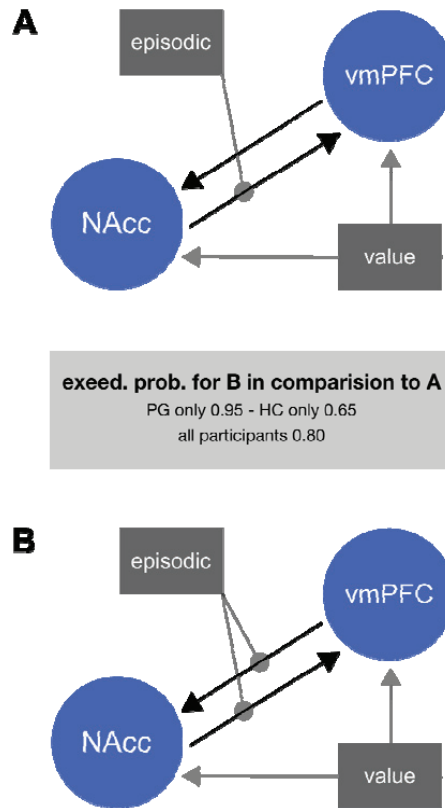 A
episodic
vmPFC
NAcc
value
exeed. prob. for B in comparision to A
PG only 0.95 - HC only 0.65
all participants 0.80
B
episodic
vmPFC
NAcc
value